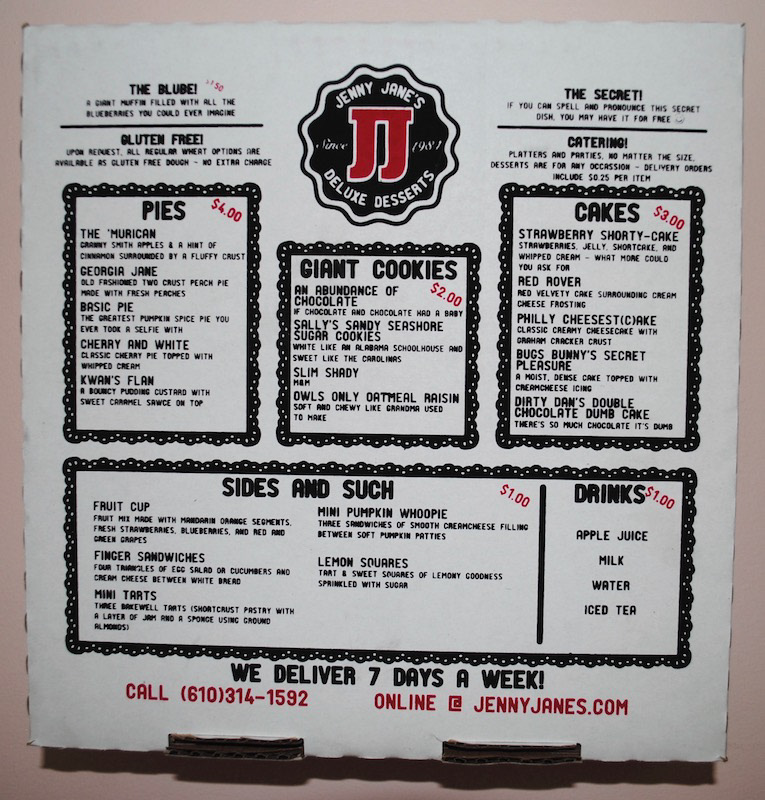 THE BLUBE! $1.50
A GIANT MUFFIN FILLED WITH ALL THE
BLUEBERRIES YOU COULD EVER IMAGINE
GLUTEN FREE!
UPON REQUEST, ALL REGULAR WHEAT OPTIONS ARE
AVAILABLE AS GLUTEN FREE DOUGH - NO EXTRA CHARGE
JENNY JANE'S
Since JJ 1981
DELUXE DESSERTS
THE SECRET!
IF YOU CAN SPELL AND PRONOUNCE THIS SECRET
DISH, YOU MAY HAVE IT FOR FREE
CATERING!
PLATTERS AND PARTIES, NO MATTER THE SIZE,
DESSERTS ARE FOR ANY OCCASSION - DELIVERY ORDERS
INCLUDE $0.25 PER ITEM
PIES $4.00
THE 'MURICAN
GRANNY SMITH APPLES & A HINT OF
CINNAMON SURROUNDED BY A FLUFFY CRUST
GEORGIA JANE
OLD FASHIONED TWO CRUST PEACH PIE
MADE WITH FRESH PEACHES
BASIC PIE
THE GREATEST PUMPKIN SPICE PIE YOU
EVER TOOK A SELFIE WITH
CHERRY AND WHITE
CLASSIC CHERRY PIE TOPPED WITH
WHIPPED CREAM
KWAN'S FLAN
A BOUNCY PUDDING CUSTARD WITH
SWEET CARAMEL SAWCE ON TOP
GIANT COOKIES
$2.00
AN ABUNDANCE OF
CHOCOLATE
IF CHOCOLATE AND CHOCOLATE HAD A BABY
SALLY'S SANDY SEASHORE
SUGAR COOKIES
WHITE LIKE AN ALABAMA SCHOOLHOUSE AND
SWEET LIKE THE CAROLINAS
SLIM SHADY
M&M
OWLS ONLY OATMEAL RAISIN
SOFT AND CHEWY LIKE GRANDMA USED
TO MAKE
CAKES $3.00
STRAWBERRY SHORTY-CAKE
STRAWBERRIES, JELLY, SHORTCAKE, AND
WHIPPED CREAM - WHAT MORE COULD
YOU ASK FOR
RED ROVER
RED VELVETY CAKE SURROUNDING CREAM
CHEESE FROSTING
PHILLY CHEESEST(C)AKE
CLASSIC CREAMY CHEESECAKE WITH
GRAHAM CRACKER CRUST
BUGS BUNNY'S SECRET
PLEASURE
A MOIST, DENSE CAKE TOPPED WITH
CREAMCHEESE ICING
DIRTY DAN'S DOUBLE
CHOCOLATE DUMB CAKE
THERE'S SO MUCH CHOCOLATE IT'S DUMB
SIDES AND SUCH $1.00
FRUIT CUP
FRUIT MIX MADE WITH MANDARIN ORANGE SEGMENTS,
FRESH STRAWBERRIES, BLUEBERRIES, AND RED AND
GREEN GRAPES
FINGER SANDWICHES
FOUR TRIANGLES OF EGG SALAD OR CUCUMBERS AND
CREAM CHEESE BETWEEN WHITE BREAD
MINI TARTS
THREE BAKEWELL TARTS (SHORTCRUST PASTRY WITH
A LAYER OF JAM AND A SPONGE USING GROUND
ALMONDS)
MINI PUMPKIN WHOOPIE
THREE SANDWICHES OF SMOOTH CREAMCHEESE FILLING
BETWEEN SOFT PUMPKIN PATTIES
LEMON SQUARES
TART & SWEET SQUARES OF LEMONY GOODNESS
SPRINKLED WITH SUGAR
DRINKS $1.00
APPLE JUICE
MILK
WATER
ICED TEA
WE DELIVER 7 DAYS A WEEK!
CALL (610)314-1592
ONLINE @ JENNYJANES.COM